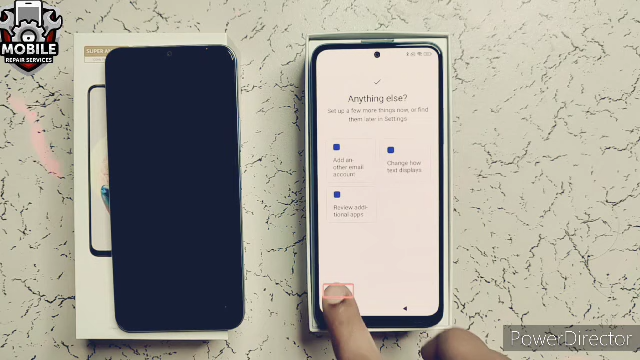 MOBILE
REPAIR SERVICES
SUPER A
Anything else?
Set up a few more things now, or find
them later in Settings
Add an-
other email
account
Change how
text displays
Review addi-
tional apps
PowerDirector